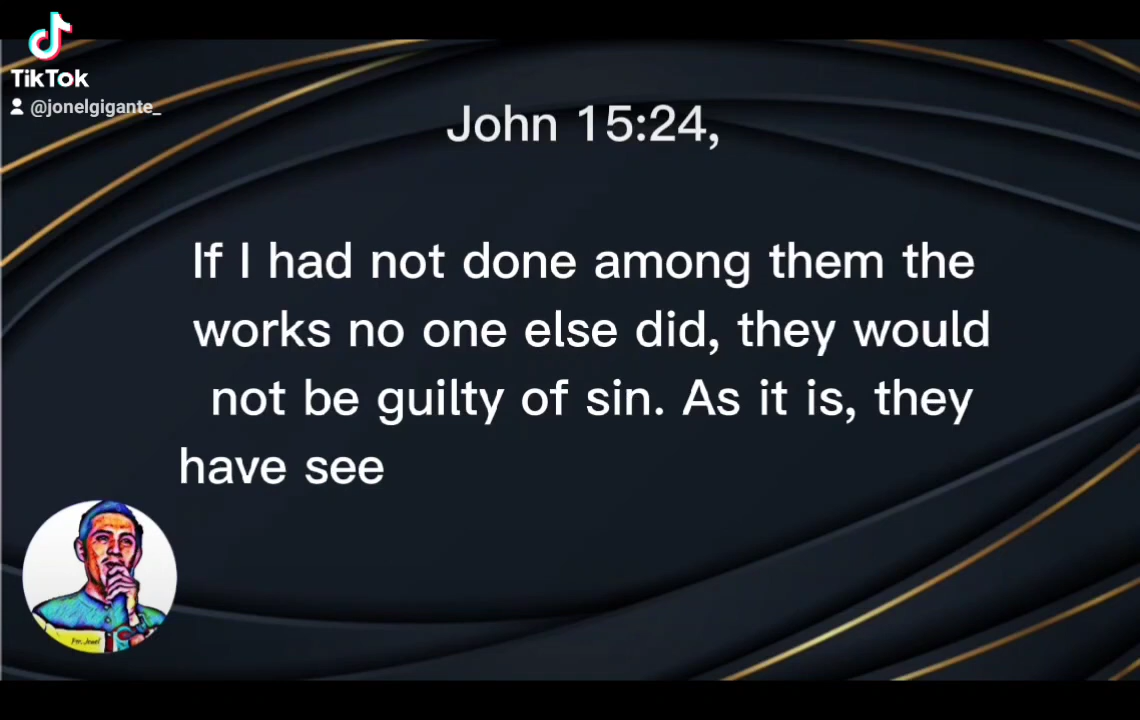 TikTok
@jonelgigante_
John 15:24,
If I had not done among them the
works no one else did, they would
not be guilty of sin. As it is, they
have see